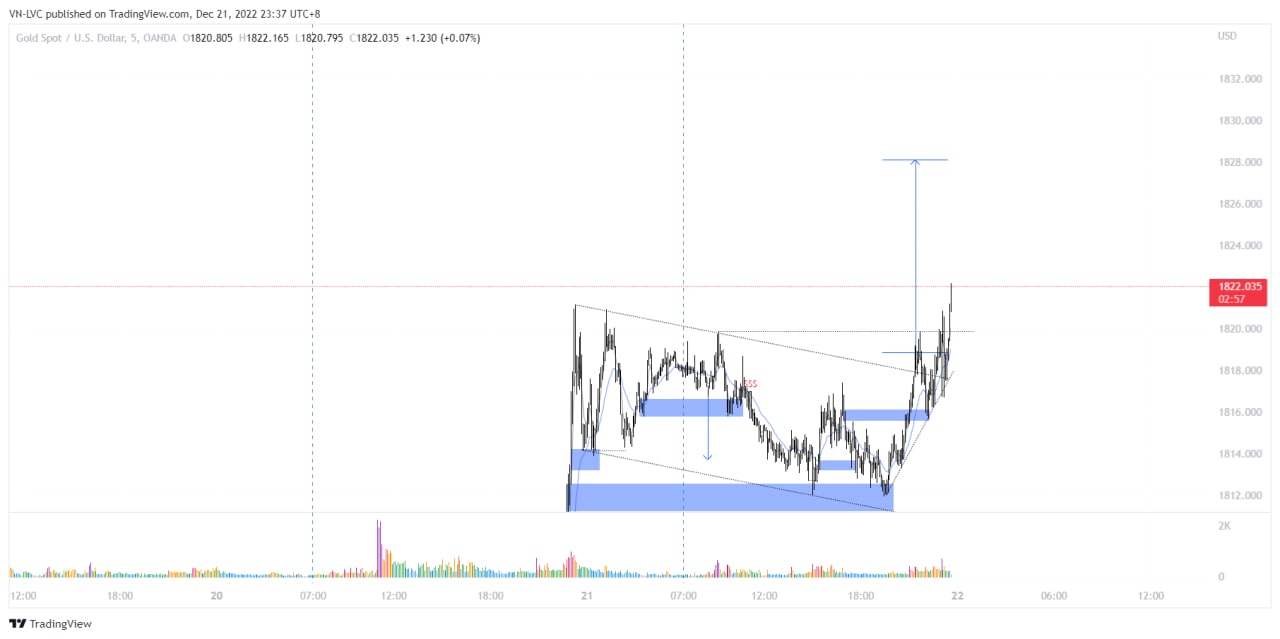 VN-LVC published on TradingView.com, Dec 21, 2022 23:37 UTC+8
Gold Spot / U.S. Dollar, 5, OANDA O1820.805 H1822.165 L1820.795 C1822.035 +1.230 (+0.07%)
USD
1832.000
1830.000
1828.000
1826.000
1824.000
1822.035
02:57
1820.000
1818.000
$$$
1816.000
1814.000
1812.000
2K
0
12:00 18:00 20 07:00 12:00 18:00 21 07:00 12:00 18:00 22 06:00 12:00
TradingView